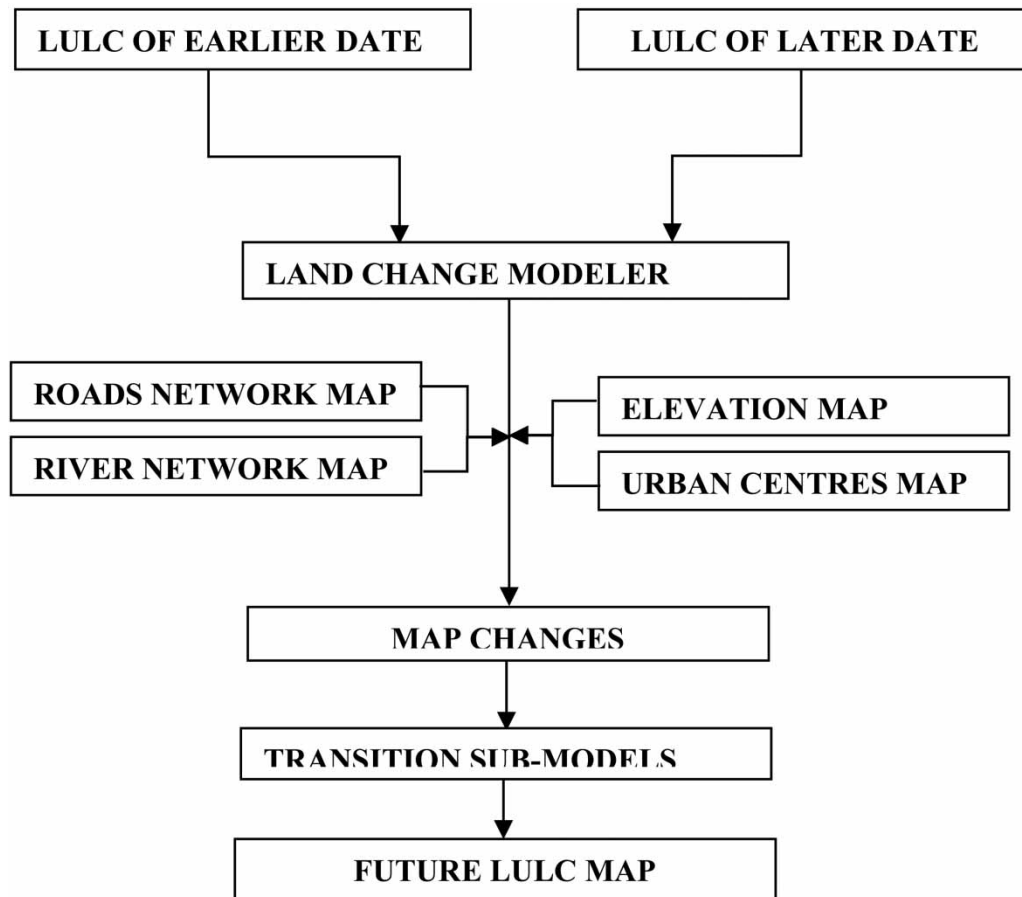 LULC OF EARLIER DATE
LULC OF LATER DATE
LAND CHANGE MODELER
ROADS NETWORK MAP
ELEVATION MAP
RIVER NETWORK MAP
URBAN CENTRES MAP
MAP CHANGES
TRANSITION SUB-MODELS
FUTURE LULC MAP